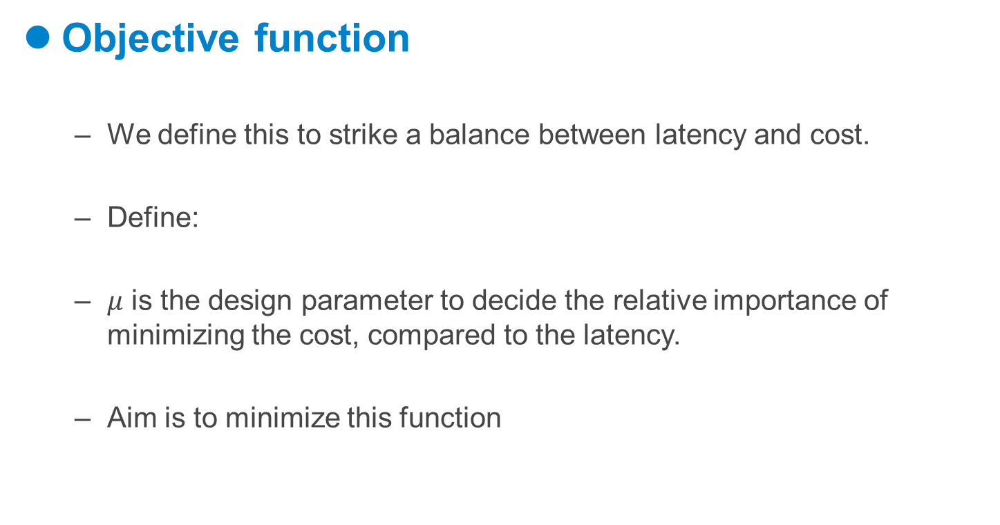 ● Objective function
– We define this to strike a balance between latency and cost.
– Define:
– 𝜇 is the design parameter to decide the relative importance of
minimizing the cost, compared to the latency.
– Aim is to minimize this function